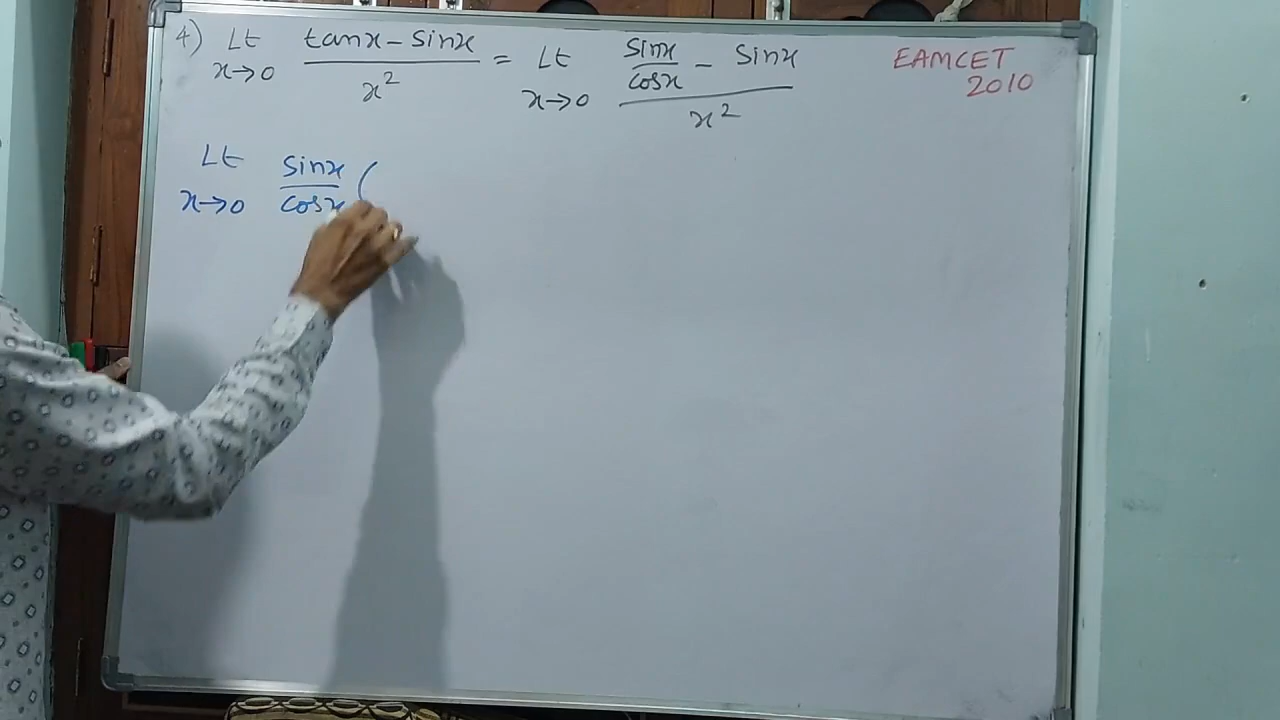 4) Lt x→0 (tanx - sinx)/x² = Lt x→0 (sinx/cosx - sinx)/x²
EAMCET
2010
Lt x→0 sinx/cosx (